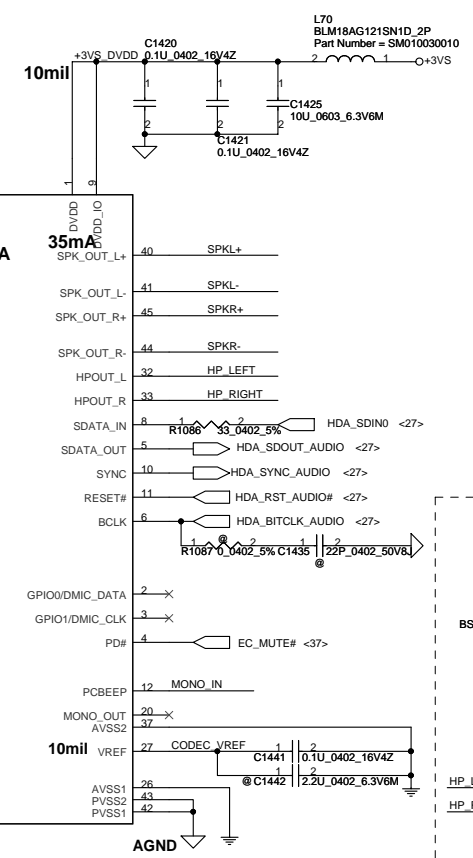 L70
BLM18AG121SN1D_2P
Part Number = SM010030010
C1420
+3VS_DVDD 0.1U_0402_16V4Z
2 1 +3VS
10mil
1 1 1
C1425
10U_0603_6.3V6M
2 2 2
C1421
0.1U_0402_16V4Z
1 9
DVDD
DVDD_IO
35mA
A
SPK_OUT_L+ 40 SPKL+
SPK_OUT_L- 41 SPKL-
SPK_OUT_R+ 45 SPKR+
SPK_OUT_R- 44 SPKR-
HPOUT_L 32 HP_LEFT
HPOUT_R 33 HP_RIGHT
SDATA_IN 8 1 2 HDA_SDIN0 <27>
R1086 33_0402_5%
SDATA_OUT 5 HDA_SDOUT_AUDIO <27>
SYNC 10 HDA_SYNC_AUDIO <27>
RESET# 11 HDA_RST_AUDIO# <27>
BCLK 6 HDA_BITCLK_AUDIO <27>
1 @ 2 1 2
R1087 0_0402_5% C1435 22P_0402_50V8J
@
GPIO0/DMIC_DATA 2
GPIO1/DMIC_CLK 3
BS
PD# 4 EC_MUTE# <37>
PCBEEP 12 MONO_IN
MONO_OUT 20
AVSS2 37
10mil VREF 27 CODEC_VREF 1 2
C1441 0.1U_0402_16V4Z
1 2
@ C1442 2.2U_0402_6.3V6M
AVSS1 26
PVSS2 43
PVSS1 42
HP_L
HP_R
AGND